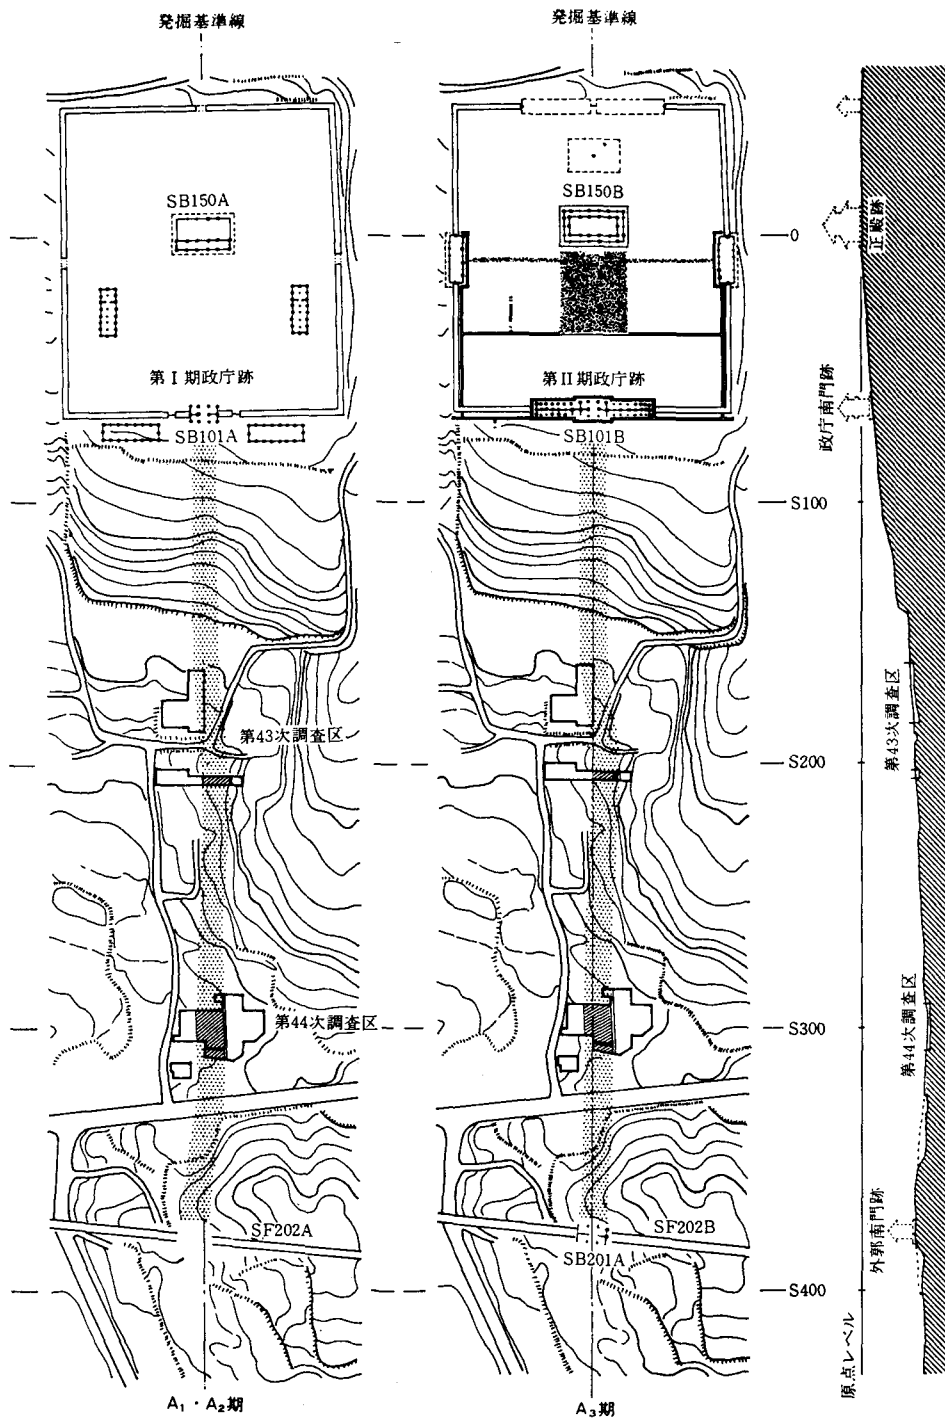 発掘基準線
SB150A
第Ⅰ期政庁跡
SB101A
第43次調査区
第44次調査区
SF202A
A₁・A₂期
発掘基準線
SB150B
第II期政庁跡
SB101B
SF202B
SB201A
A₃期
0
S100
S200
S300
S400
正殿跡
政庁南門跡
第43次調査区
第44次調査区
外郭南門跡
原点レベル